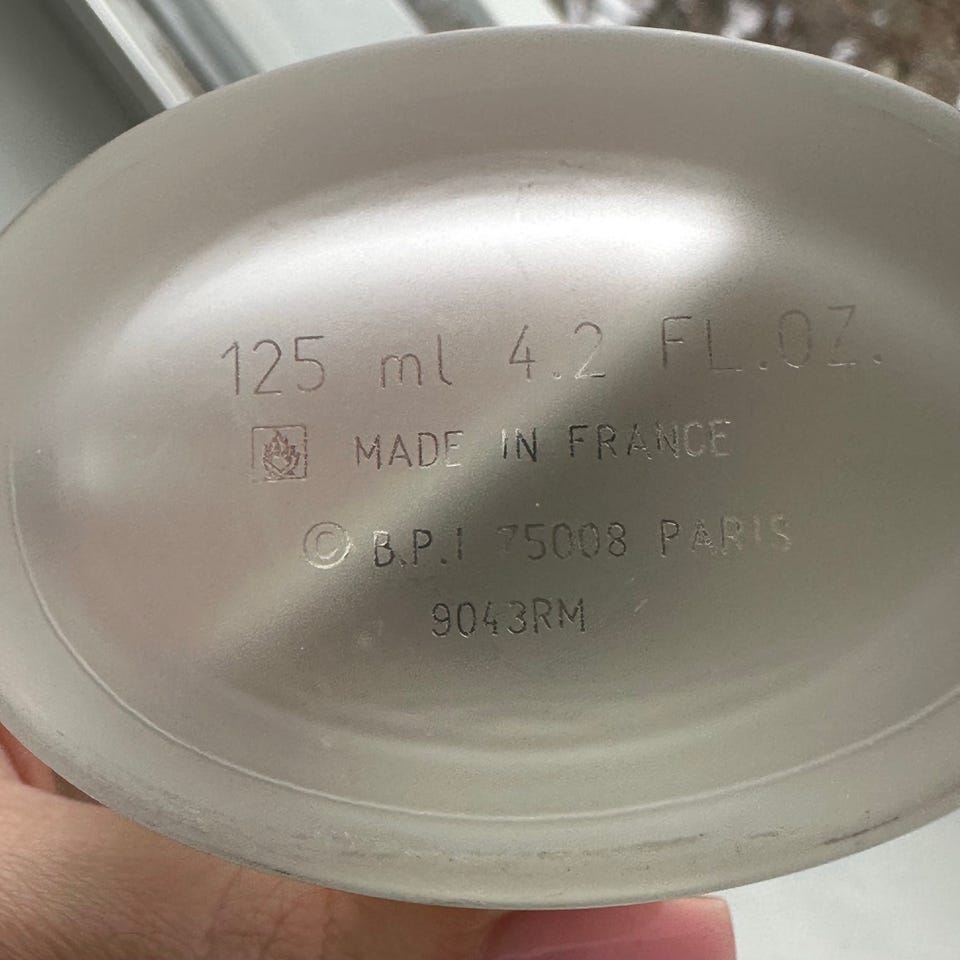 125 ml 4.2 FL.OZ.
MADE IN FRANCE
© B.P.I 75008 PARIS
9043RM